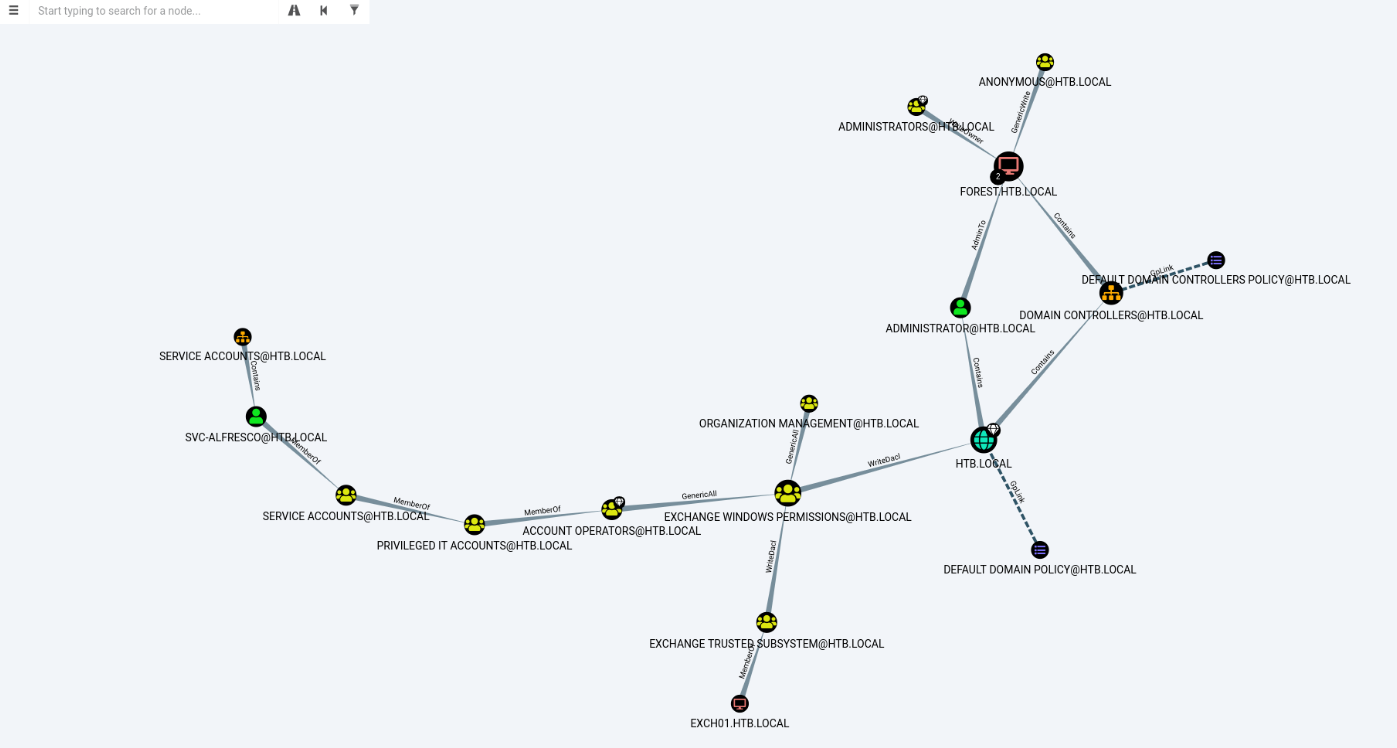 Start typing to search for a node...
ANONYMOUS@HTB.LOCAL
GenericWrite
ADMINISTRATORS@HTB.LOCAL
2
FOREST.HTB.LOCAL
AdminTo
Contains
GpLink
DEFAULT DOMAIN CONTROLLERS POLICY@HTB.LOCAL
DOMAIN CONTROLLERS@HTB.LOCAL
ADMINISTRATOR@HTB.LOCAL
Contains
Contains
SERVICE ACCOUNTS@HTB.LOCAL
Contains
ORGANIZATION MANAGEMENT@HTB.LOCAL
SVC-ALFRESCO@HTB.LOCAL
MemberOf
GenericAll
WriteDacl
HTB.LOCAL
GpLink
GenericAll
MemberOf
MemberOf
SERVICE ACCOUNTS@HTB.LOCAL
EXCHANGE WINDOWS PERMISSIONS@HTB.LOCAL
ACCOUNT OPERATORS@HTB.LOCAL
PRIVILEGED IT ACCOUNTS@HTB.LOCAL
WriteDacl
DEFAULT DOMAIN POLICY@HTB.LOCAL
EXCHANGE TRUSTED SUBSYSTEM@HTB.LOCAL
MemberOf
EXCH01.HTB.LOCAL